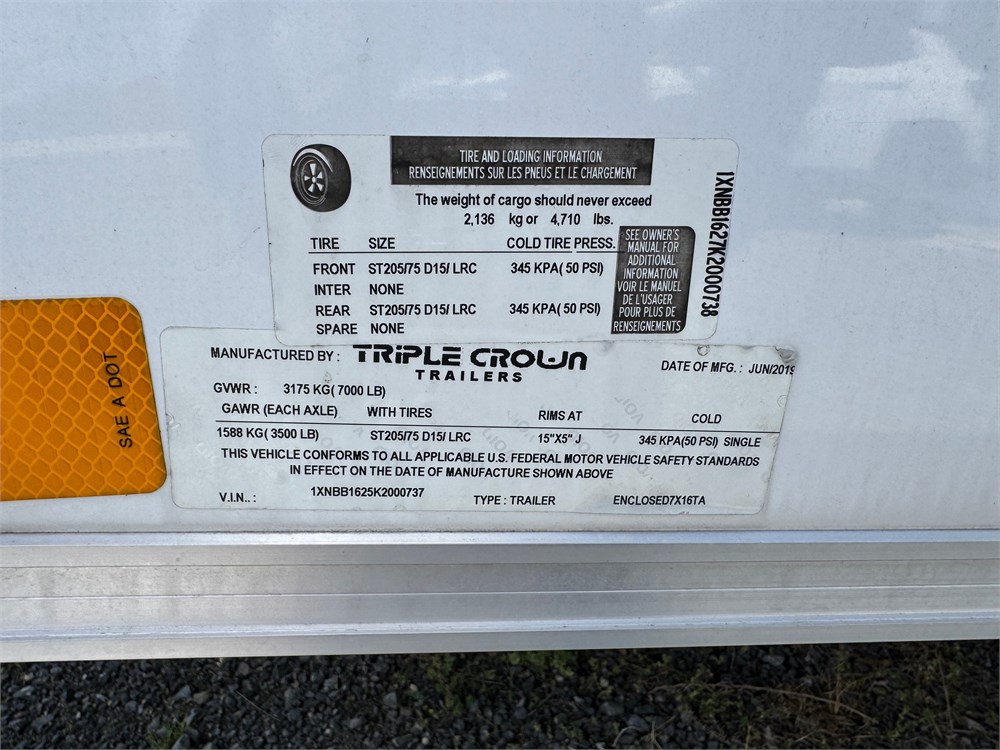 TIRE AND LOADING INFORMATION
RENSEIGNEMENTS SUR LES PNEUS ET LE CHARGEMENT
The weight of cargo should never exceed
2,136 kg or 4,710 lbs.
TIRE SIZE COLD TIRE PRESS.
FRONT ST205/75 D15/ LRC 345 KPA( 50 PSI)
INTER NONE
REAR ST205/75 D15/ LRC 345 KPA( 50 PSI)
SPARE NONE
SEE OWNER'S
MANUAL FOR
ADDITIONAL
INFORMATION
VOIR LE MANUEL
DE L'USAGER
POUR PLUS DE
RENSEIGNEMENTS
1XNBB1627K2000738
SAE A DOT
MANUFACTURED BY : TRIPLE CROWN
TRAILERS
DATE OF MFG. : JUN/2019
GVWR : 3175 KG( 7000 LB)
GAWR (EACH AXLE) WITH TIRES RIMS AT COLD
1588 KG( 3500 LB) ST205/75 D15/ LRC 15"X5" J 345 KPA(50 PSI) SINGLE
THIS VEHICLE CONFORMS TO ALL APPLICABLE U.S. FEDERAL MOTOR VEHICLE SAFETY STANDARDS
IN EFFECT ON THE DATE OF MANUFACTURE SHOWN ABOVE
V.I.N.. : 1XNBB1625K2000737 TYPE : TRAILER ENCLOSED7X16TA